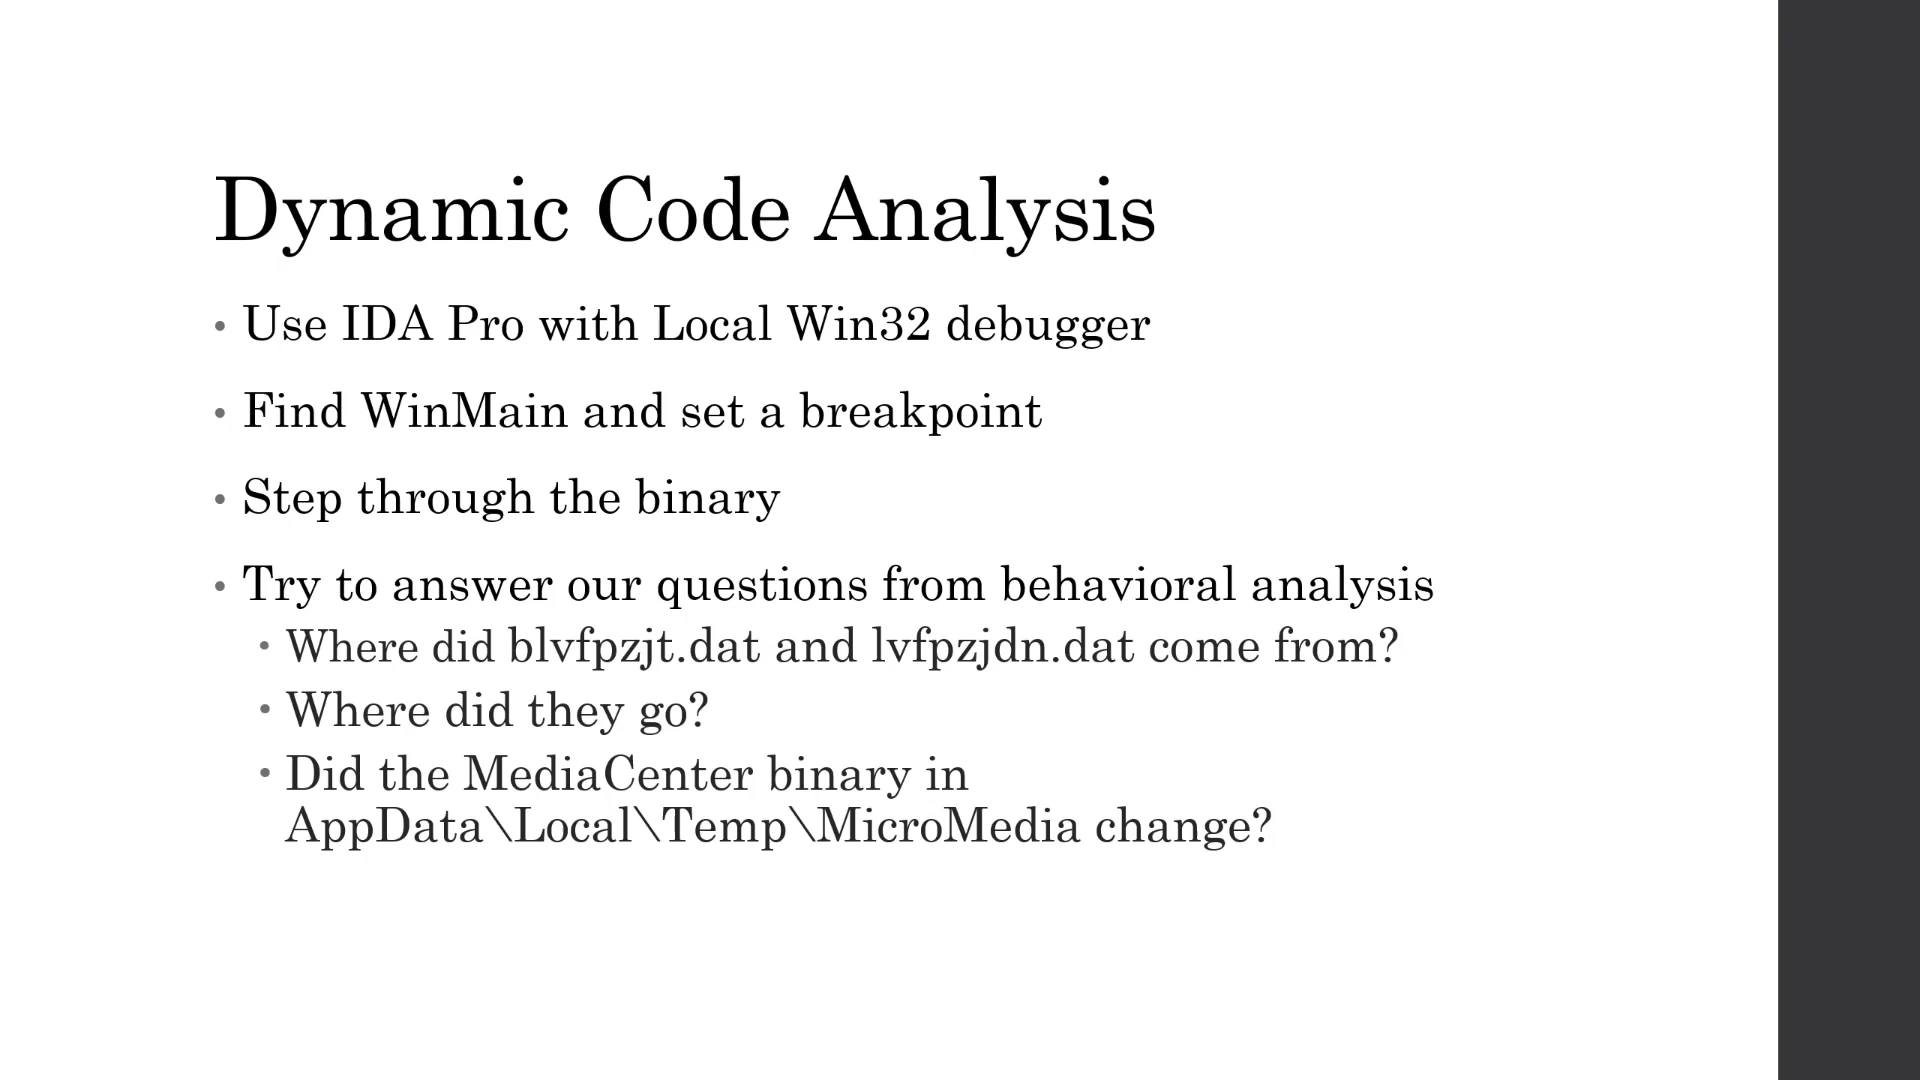 Dynamic Code Analysis
• Use IDA Pro with Local Win32 debugger
• Find WinMain and set a breakpoint
• Step through the binary
• Try to answer our questions from behavioral analysis
• Where did blvfpzjt.dat and lvfpzjdn.dat come from?
• Where did they go?
• Did the MediaCenter binary in
AppData\Local\Temp\MicroMedia change?